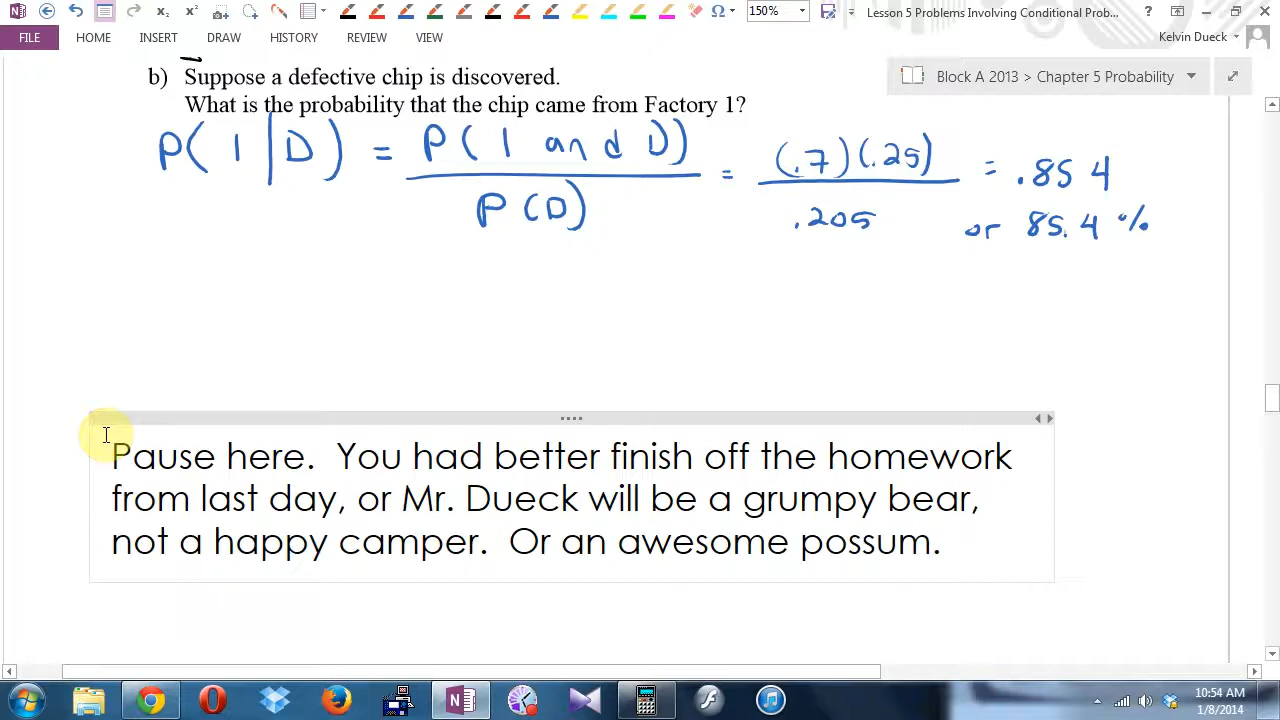 150%
Lesson 5 Problems Involving Conditional Prob...
FILE HOME INSERT DRAW HISTORY REVIEW VIEW
Kelvin Dueck
Block A 2013 > Chapter 5 Probability
b) Suppose a defective chip is discovered.
What is the probability that the chip came from Factory 1?
P( 1 | D ) = P( 1 and D) / P(D) = (.7)(.25) / .205 = .854
or 85.4 %
Pause here. You had better finish off the homework
from last day, or Mr. Dueck will be a grumpy bear,
not a happy camper. Or an awesome possum.
10:54 AM
1/8/2014